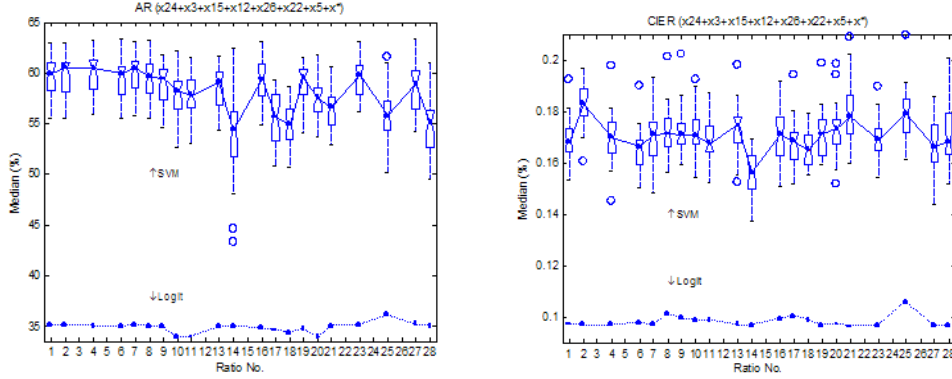 AR (x24+x3+x15+x12+x26+x22+x5+x*)
65
60
55
50
45
40
35
Median (%)
↑SVM
↓Logit
1 2 3 4 5 6 7 8 9 10 11 12 13 14 15 16 17 18 19 20 21 22 23 24 25 26 27 28
Ratio No.
CIER (x24+x3+x15+x12+x26+x22+x5+x*)
0.2
0.18
0.16
0.14
0.12
0.1
Median (%)
↑SVM
↓Logit
1 2 3 4 5 6 7 8 9 10 11 12 13 14 15 16 17 18 19 20 21 22 23 24 25 26 27 28
Ratio No.